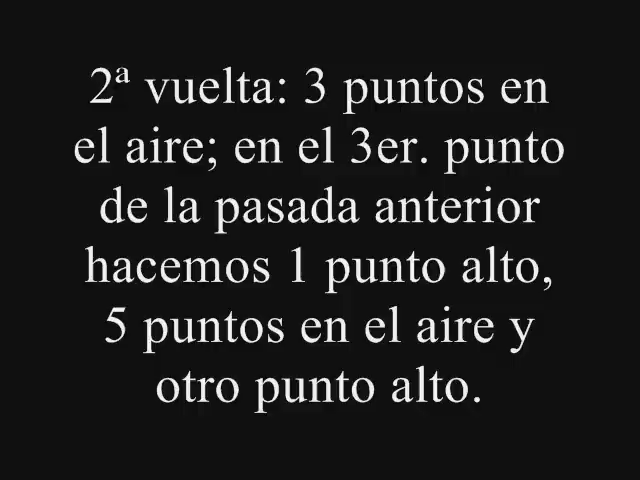 2ª vuelta: 3 puntos en
el aire; en el 3er. punto
de la pasada anterior
hacemos 1 punto alto,
5 puntos en el aire y
otro punto alto.